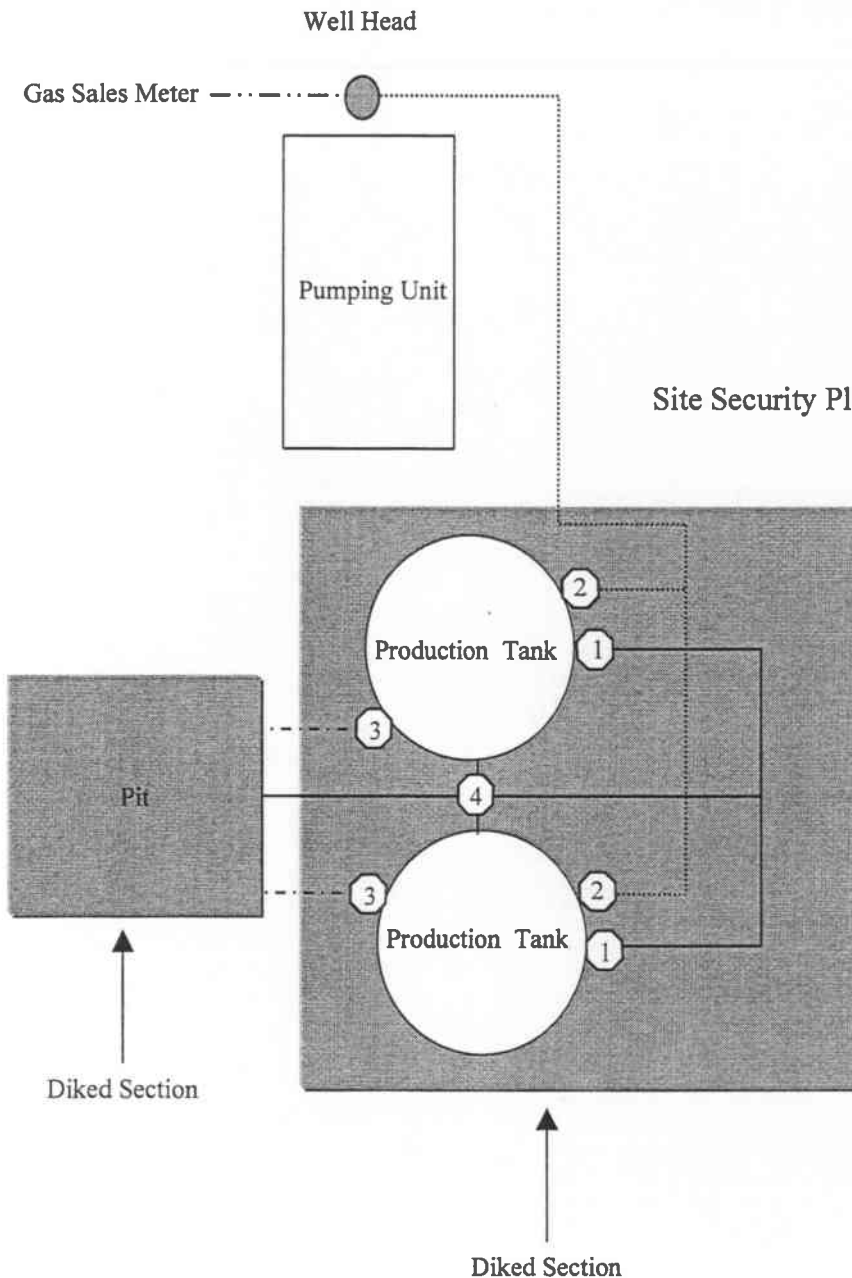 Well Head
Gas Sales Meter
Pumping Unit
Site Security Pl
2
Production Tank
1
3
Pit
4
3
2
Production Tank
1
Diked Section
Diked Section